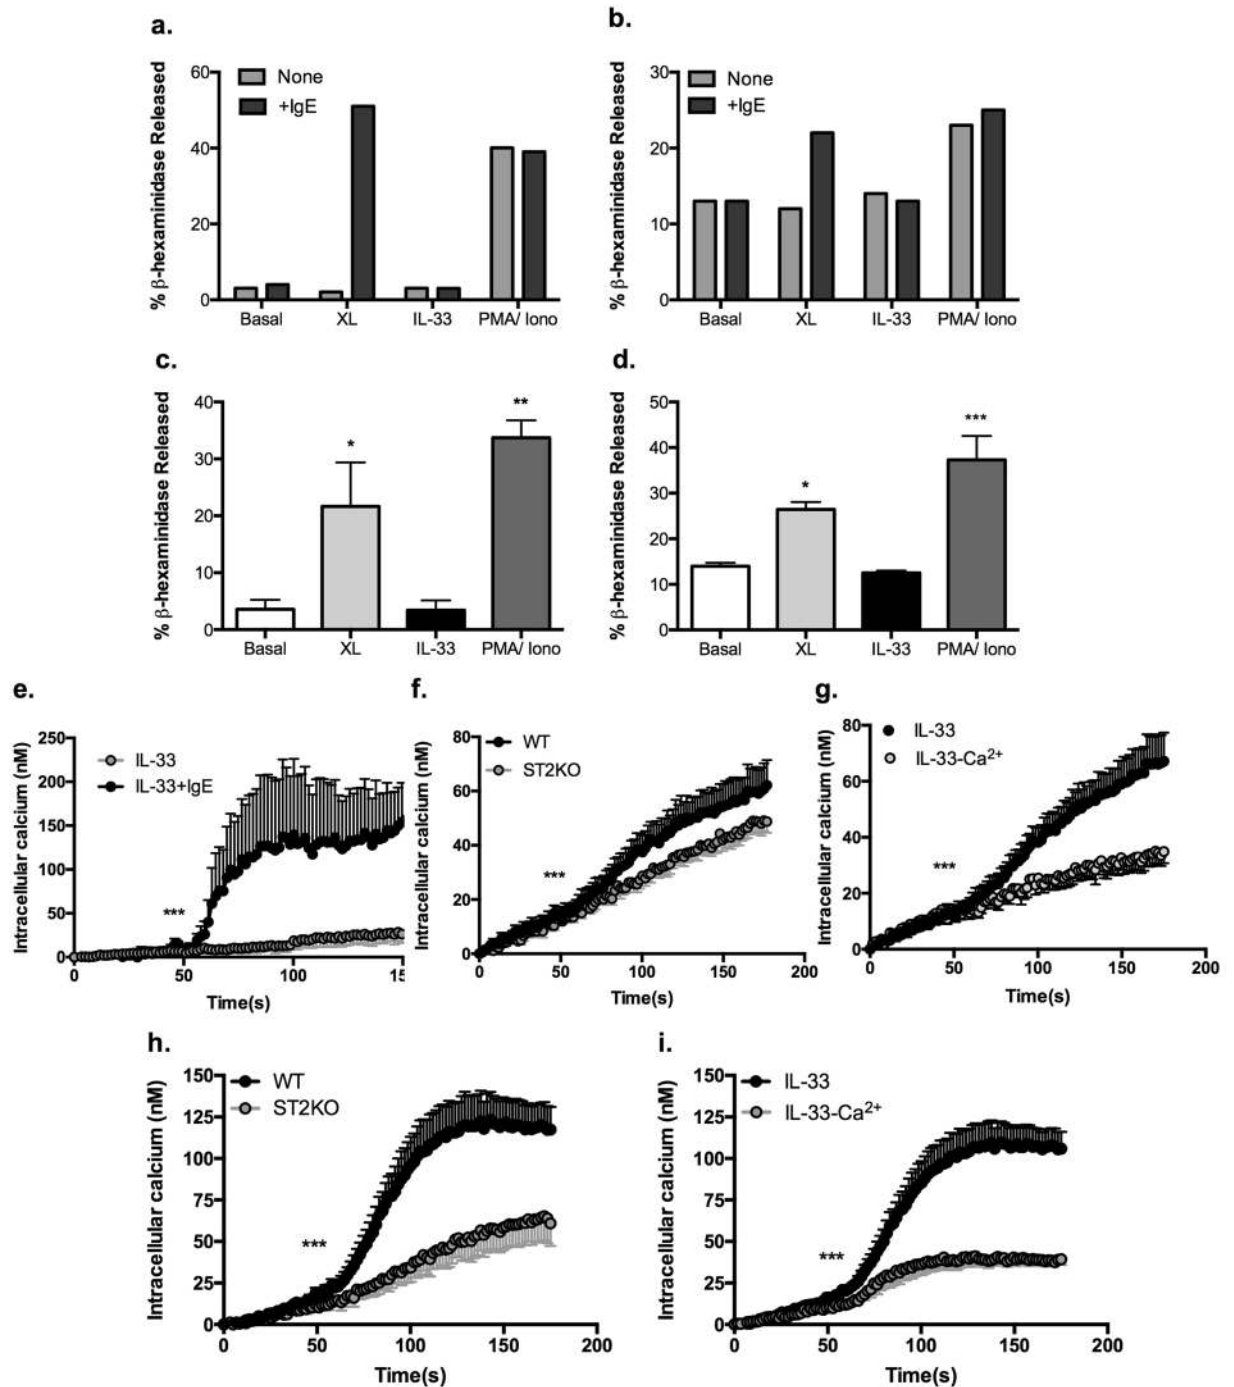 a.
% β-hexaminidase Released
60
40
20
0
None
+IgE
Basal XL IL-33 PMA/ Iono
b.
% β-hexaminidase Released
30
20
10
0
None
+IgE
Basal XL IL-33 PMA/ Iono
c.
% β-hexaminidase Released
40
30
20
10
0
* **
Basal XL IL-33 PMA/ Iono
d.
% β-hexaminidase Released
50
40
30
20
10
0
* ***
Basal XL IL-33 PMA/ Iono
e.
Intracellular calcium (nM)
250
200
150
100
50
0
IL-33
IL-33+IgE
***
0 50 100 15
Time(s)
f.
Intracellular calcium (nM)
80
60
40
20
0
WT
ST2KO
***
0 50 100 150 200
Time(s)
g.
Intracellular calcium (nM)
80
60
40
20
0
IL-33
IL-33-Ca²⁺
***
0 50 100 150 200
Time(s)
h.
Intracellular calcium (nM)
150
125
100
75
50
25
0
WT
ST2KO
***
0 50 100 150 200
Time(s)
i.
Intracellular calcium (nM)
150
125
100
75
50
25
0
IL-33
IL-33-Ca²⁺
***
0 50 100 150 200
Time(s)